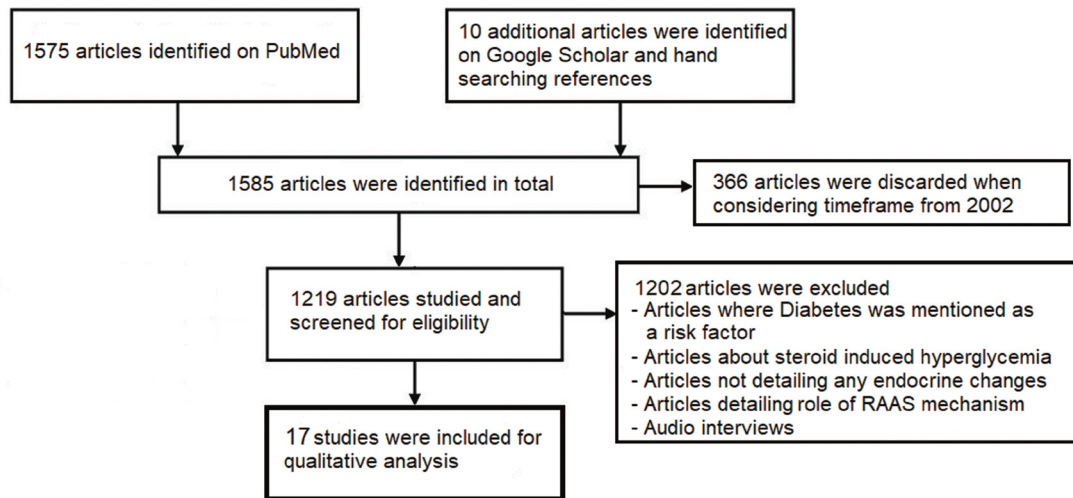 1575 articles identified on PubMed
10 additional articles were identified
on Google Scholar and hand
searching references
1585 articles were identified in total
366 articles were discarded when
considering timeframe from 2002
1219 articles studied and
screened for eligibility
1202 articles were excluded
- Articles where Diabetes was mentioned as
a risk factor
- Articles about steroid induced hyperglycemia
- Articles not detailing any endocrine changes
- Articles detailing role of RAAS mechanism
- Audio interviews
17 studies were included for
qualitative analysis